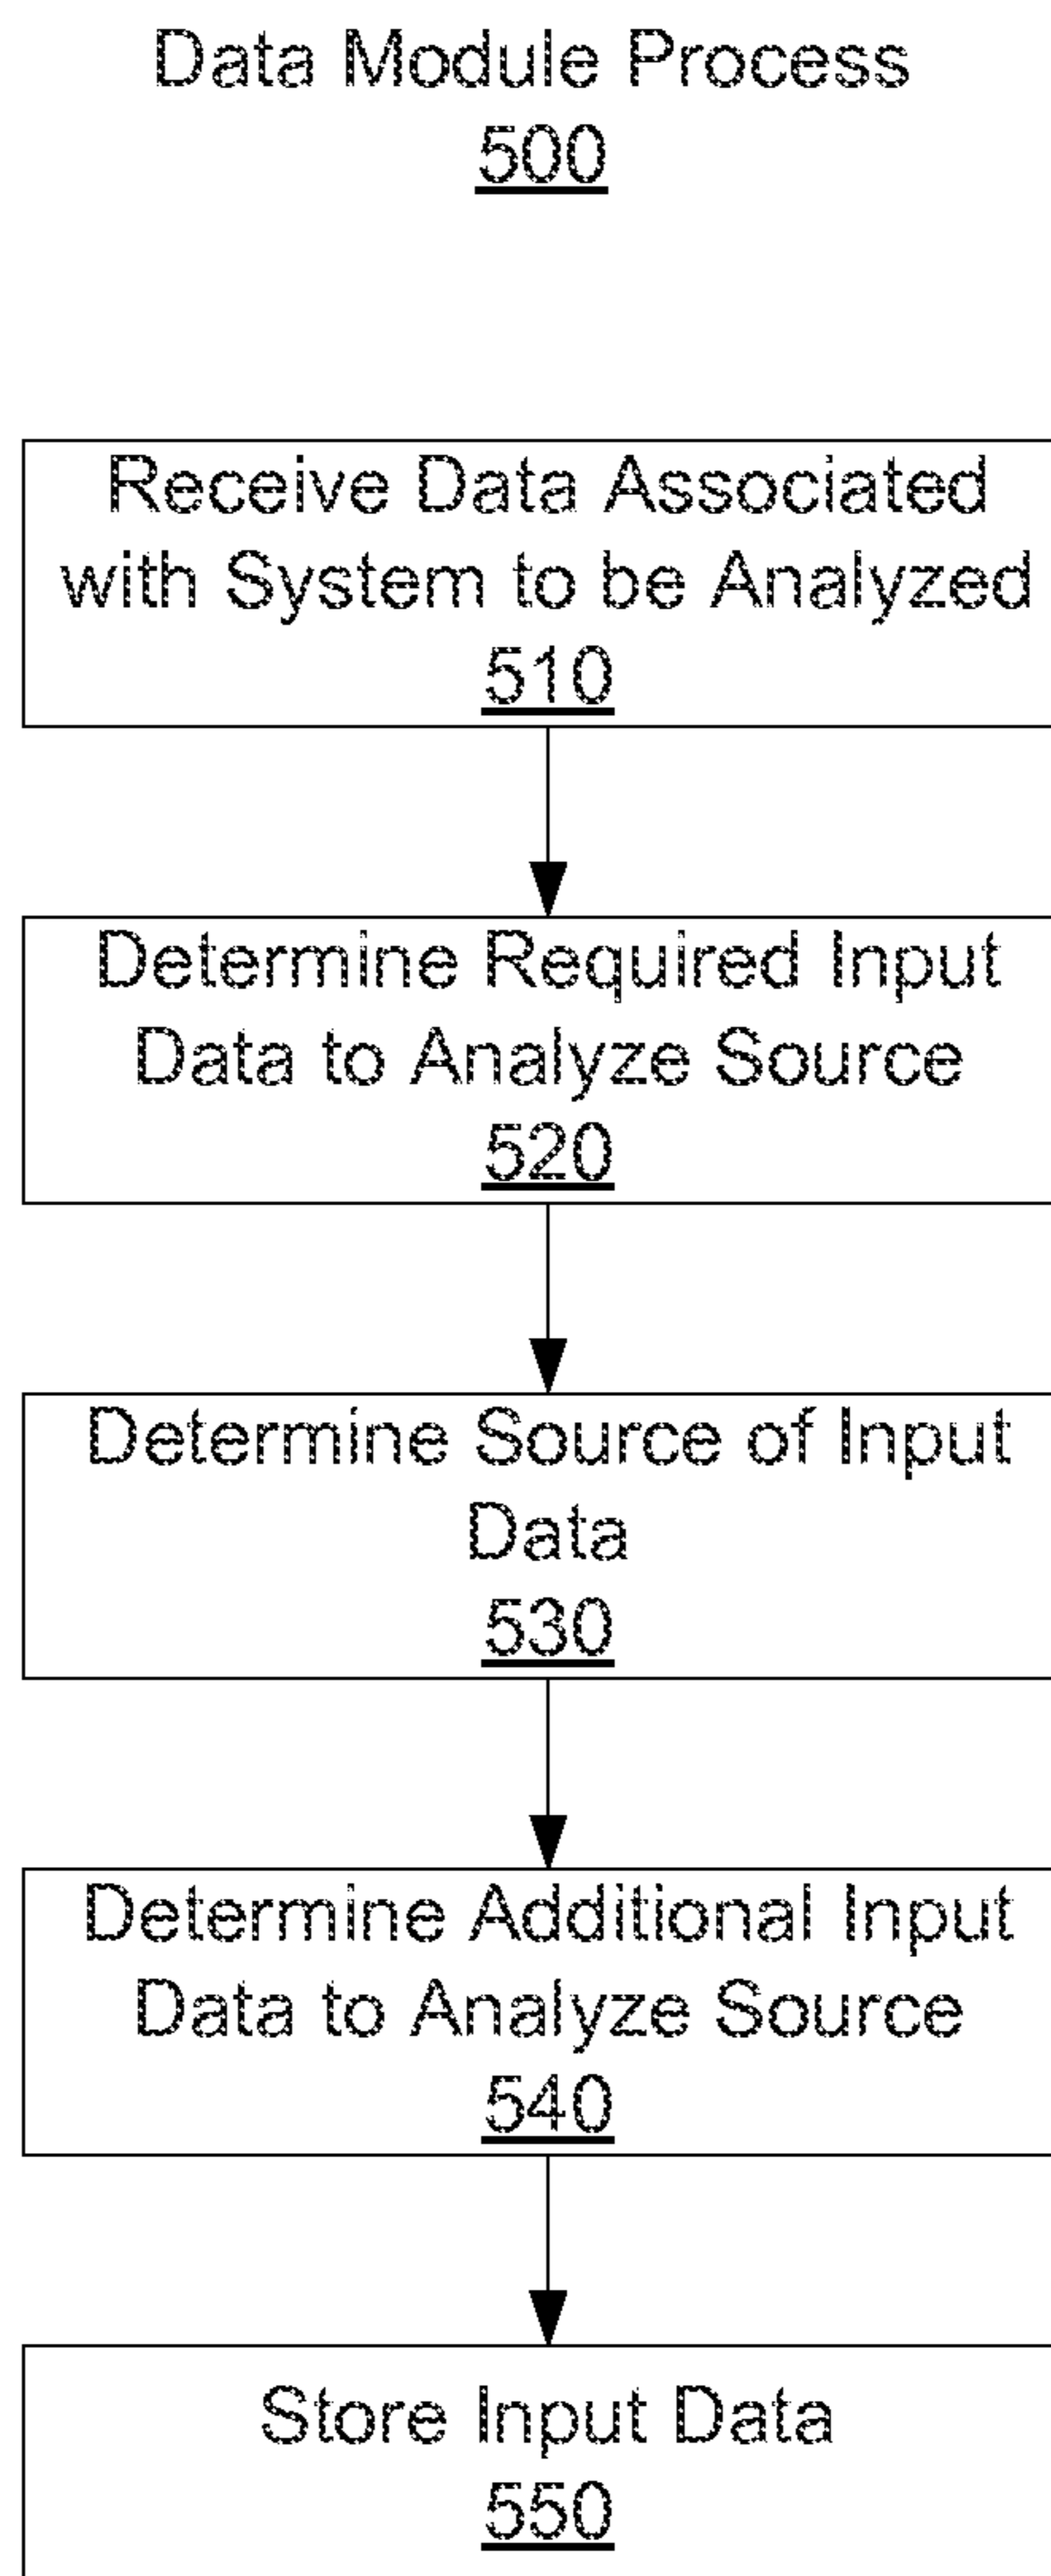 Data Module Process
500
Receive Data Associated
with System to be Analyzed
510
Determine Required Input
Data to Analyze Source
520
Determine Source of Input
Data
530
Determine Additional Input
Data to Analyze Source
540
Store Input Data
550